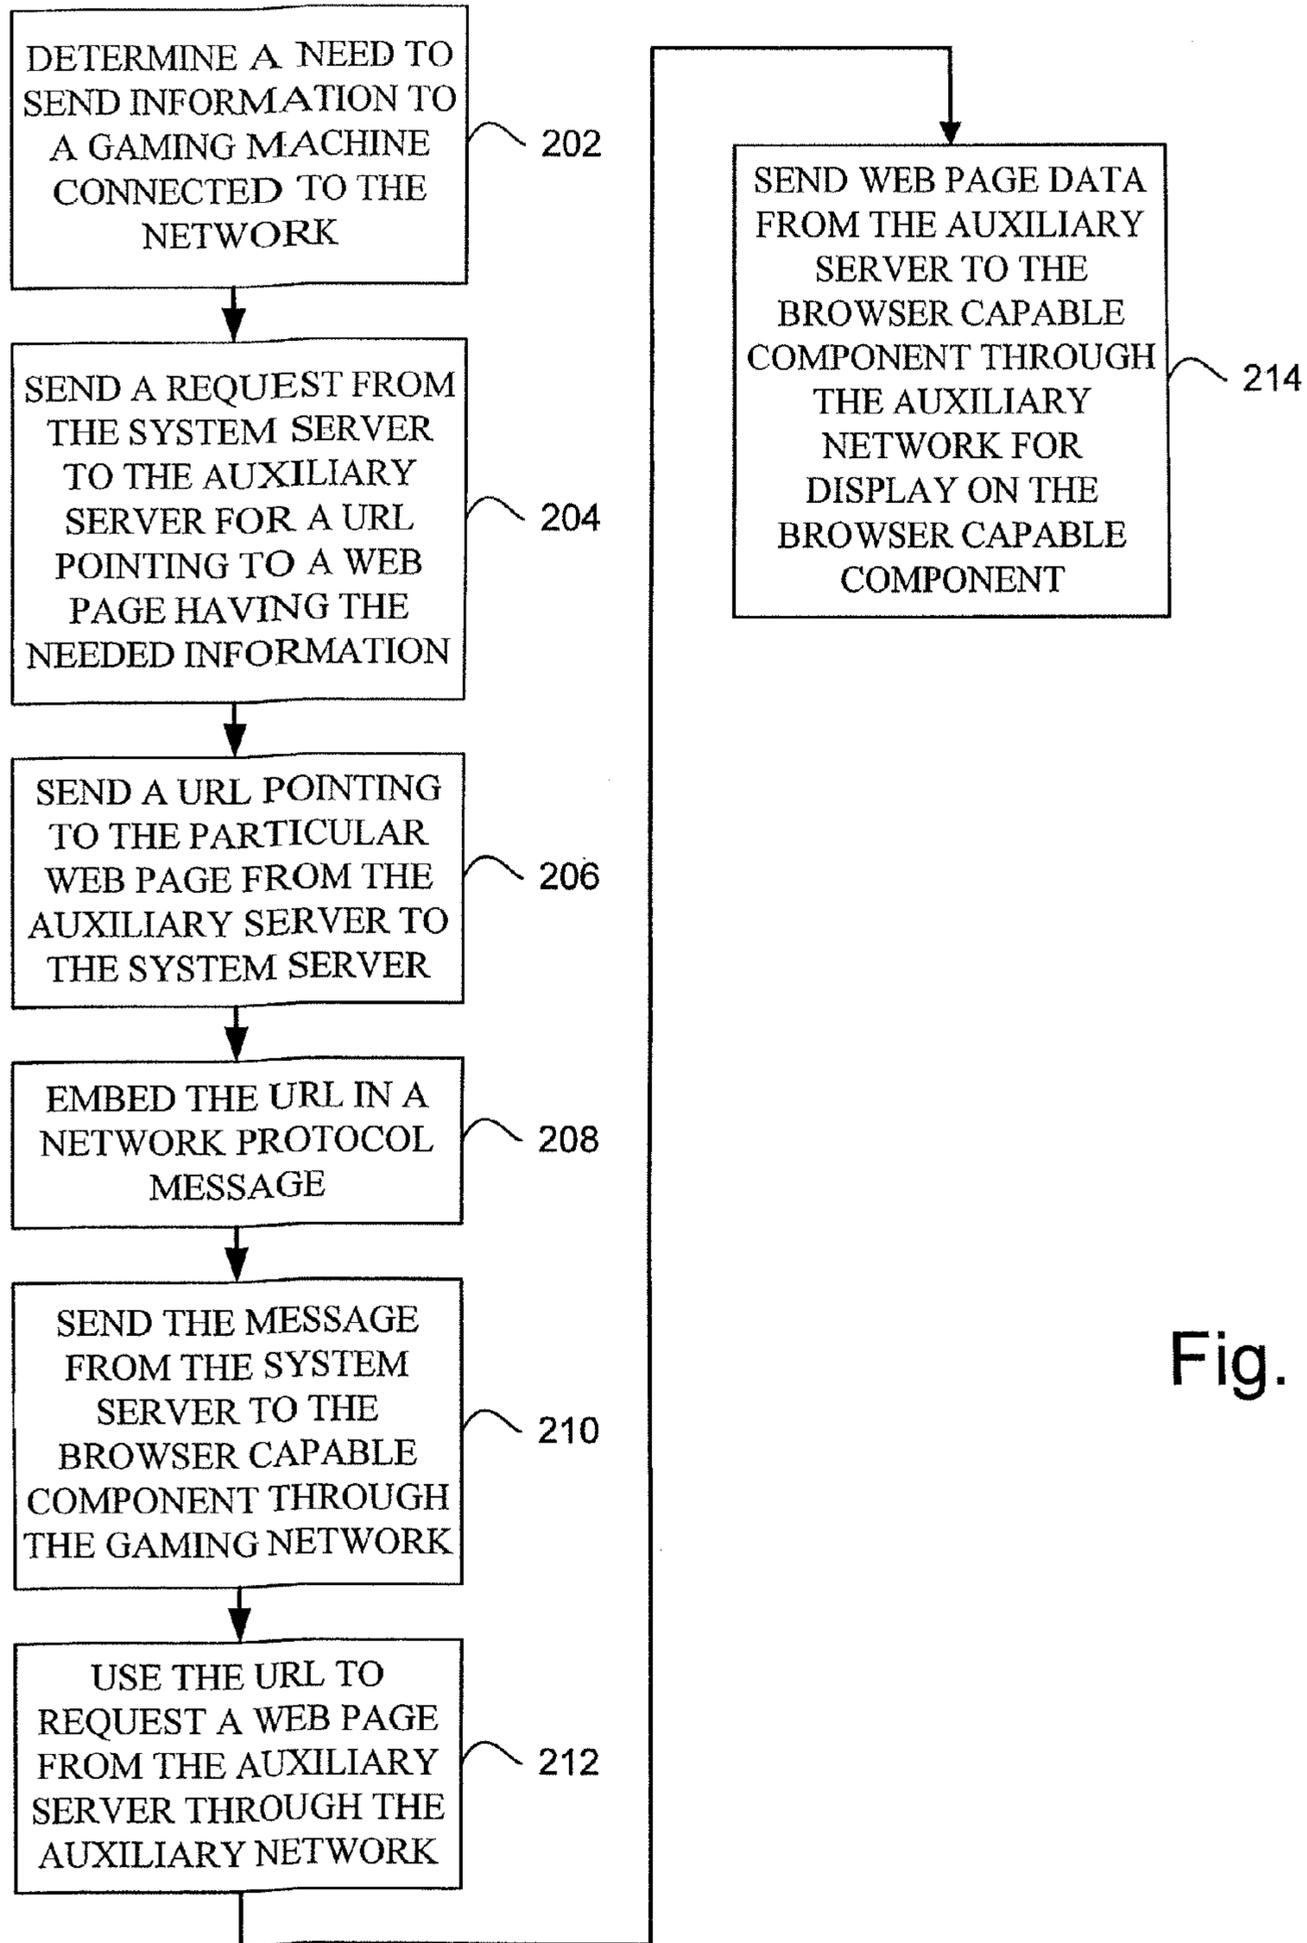 DETERMINE A NEED TO
SEND INFORMATION TO
A GAMING MACHINE
CONNECTED TO THE
NETWORK
202
SEND A REQUEST FROM
THE SYSTEM SERVER
TO THE AUXILIARY
SERVER FOR A URL
POINTING TO A WEB
PAGE HAVING THE
NEEDED INFORMATION
204
SEND A URL POINTING
TO THE PARTICULAR
WEB PAGE FROM THE
AUXILIARY SERVER TO
THE SYSTEM SERVER
206
EMBED THE URL IN A
NETWORK PROTOCOL
MESSAGE
208
SEND THE MESSAGE
FROM THE SYSTEM
SERVER TO THE
BROWSER CAPABLE
COMPONENT THROUGH
THE GAMING NETWORK
210
USE THE URL TO
REQUEST A WEB PAGE
FROM THE AUXILIARY
SERVER THROUGH THE
AUXILIARY NETWORK
212
SEND WEB PAGE DATA
FROM THE AUXILIARY
SERVER TO THE
BROWSER CAPABLE
COMPONENT THROUGH
THE AUXILIARY
NETWORK FOR
DISPLAY ON THE
BROWSER CAPABLE
COMPONENT
214
Fig.